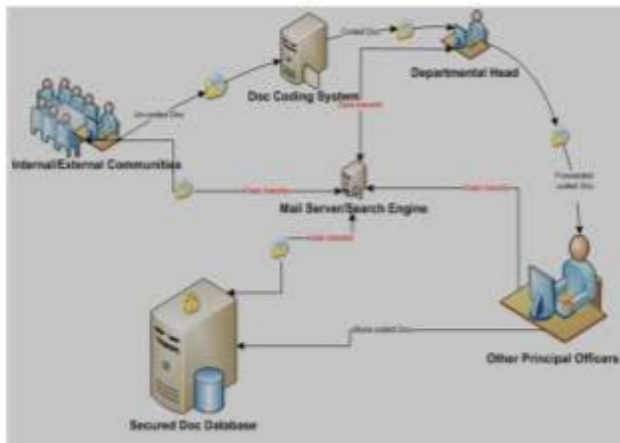 Coded Doc
Departmental Head
Doc Coding System
Uncoded Doc
Internal/External Communities
Forwarded
coded Doc
Mail Server/Search Engine
Other Principal Officers
Secured Doc Database